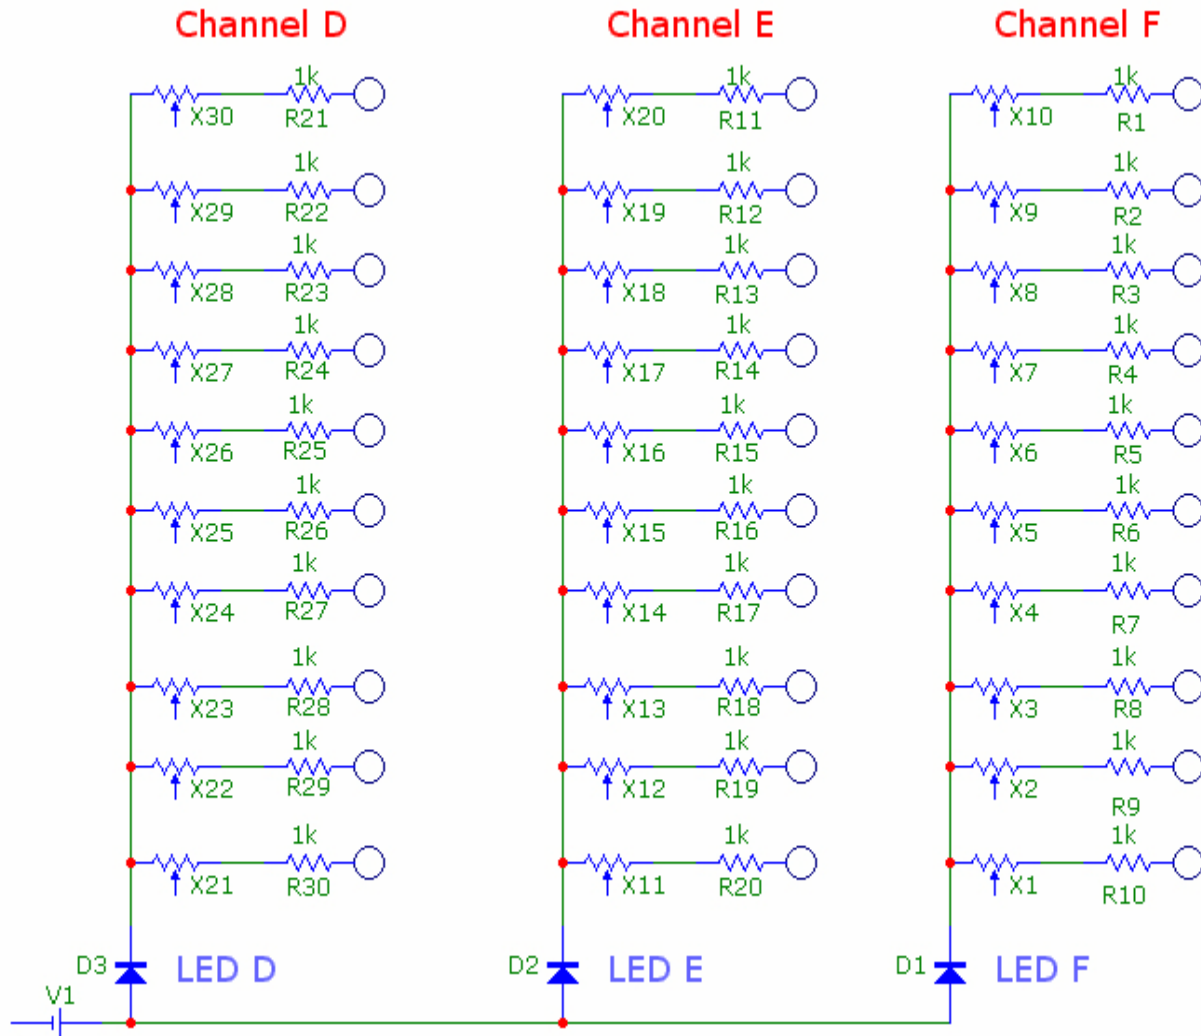 Channel D Channel E Channel F
1k 1k 1k
X30 R21 X20 R11 X10 R1
1k 1k 1k
X29 R22 X19 R12 X9 R2
1k 1k 1k
X28 R23 X18 R13 X8 R3
1k 1k 1k
X27 R24 X17 R14 X7 R4
1k 1k 1k
X26 R25 X16 R15 X6 R5
1k 1k 1k
X25 R26 X15 R16 X5 R6
1k 1k 1k
X24 R27 X14 R17 X4 R7
1k 1k 1k
X23 R28 X13 R18 X3 R8
1k 1k 1k
X22 R29 X12 R19 X2 R9
1k 1k 1k
X21 R30 X11 R20 X1 R10
D3 LED D D2 LED E D1 LED F
V1